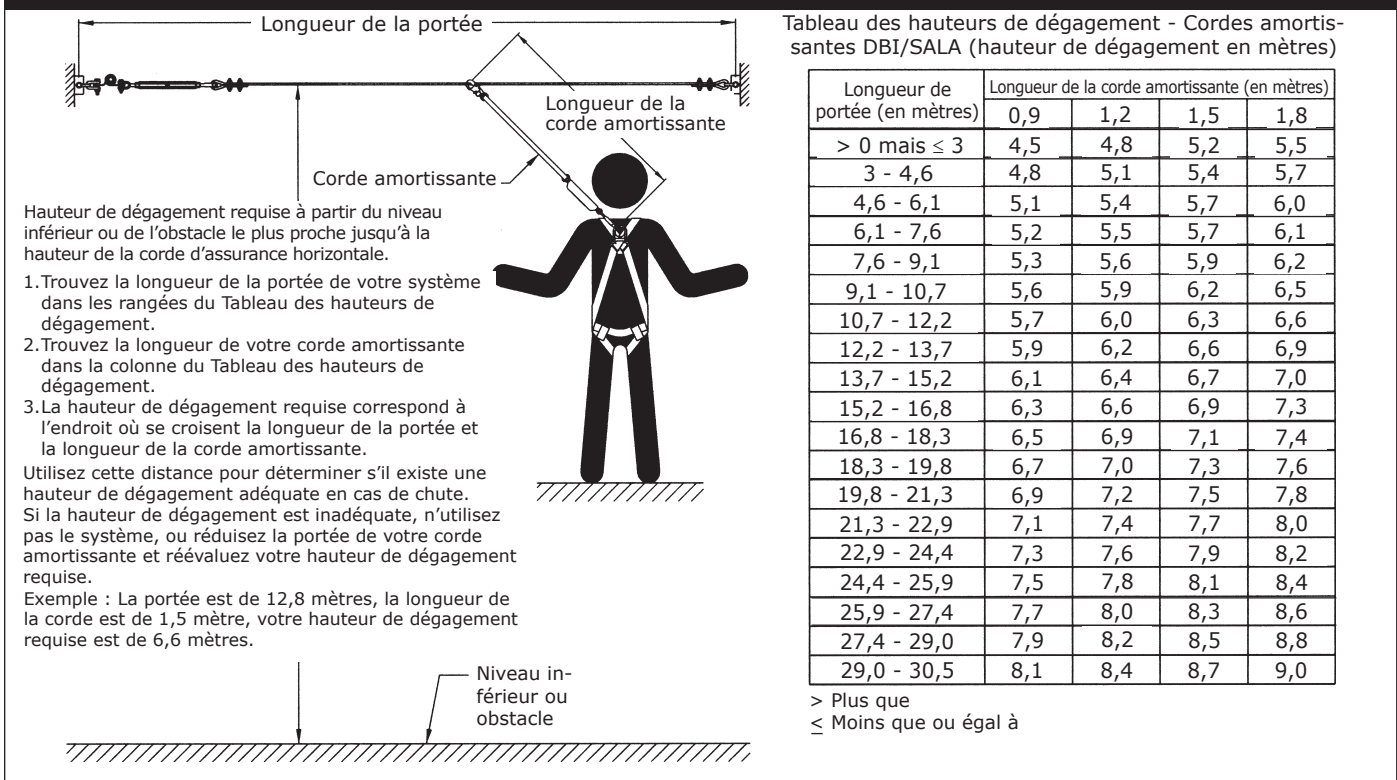 Longueur de la portée
Longueur de la
corde amortissante
Corde amortissante
Hauteur de dégagement requise à partir du niveau
inférieur ou de l'obstacle le plus proche jusqu'à la
hauteur de la corde d'assurance horizontale.
1.Trouvez la longueur de la portée de votre système
dans les rangées du Tableau des hauteurs de
dégagement.
2.Trouvez la longueur de votre corde amortissante
dans la colonne du Tableau des hauteurs de
dégagement.
3.La hauteur de dégagement requise correspond à
l'endroit où se croisent la longueur de la portée et
la longueur de la corde amortissante.
Utilisez cette distance pour déterminer s'il existe une
hauteur de dégagement adéquate en cas de chute.
Si la hauteur de dégagement est inadéquate, n'utilisez
pas le système, ou réduisez la portée de votre corde
amortissante et réévaluez votre hauteur de dégagement
requise.
Exemple : La portée est de 12,8 mètres, la longueur de
la corde est de 1,5 mètre, votre hauteur de dégagement
requise est de 6,6 mètres.
Niveau in-
férieur ou
obstacle
Tableau des hauteurs de dégagement - Cordes amortis-
santes DBI/SALA (hauteur de dégagement en mètres)
Longueur de
portée (en mètres)
Longueur de la corde amortissante (en mètres)
0,9 1,2 1,5 1,8
> 0 mais ≤ 3 4,5 4,8 5,2 5,5
3 - 4,6 4,8 5,1 5,4 5,7
4,6 - 6,1 5,1 5,4 5,7 6,0
6,1 - 7,6 5,2 5,5 5,7 6,1
7,6 - 9,1 5,3 5,6 5,9 6,2
9,1 - 10,7 5,6 5,9 6,2 6,5
10,7 - 12,2 5,7 6,0 6,3 6,6
12,2 - 13,7 5,9 6,2 6,6 6,9
13,7 - 15,2 6,1 6,4 6,7 7,0
15,2 - 16,8 6,3 6,6 6,9 7,3
16,8 - 18,3 6,5 6,9 7,1 7,4
18,3 - 19,8 6,7 7,0 7,3 7,6
19,8 - 21,3 6,9 7,2 7,5 7,8
21,3 - 22,9 7,1 7,4 7,7 8,0
22,9 - 24,4 7,3 7,6 7,9 8,2
24,4 - 25,9 7,5 7,8 8,1 8,4
25,9 - 27,4 7,7 8,0 8,3 8,6
27,4 - 29,0 7,9 8,2 8,5 8,8
29,0 - 30,5 8,1 8,4 8,7 9,0
> Plus que
≤ Moins que ou égal à